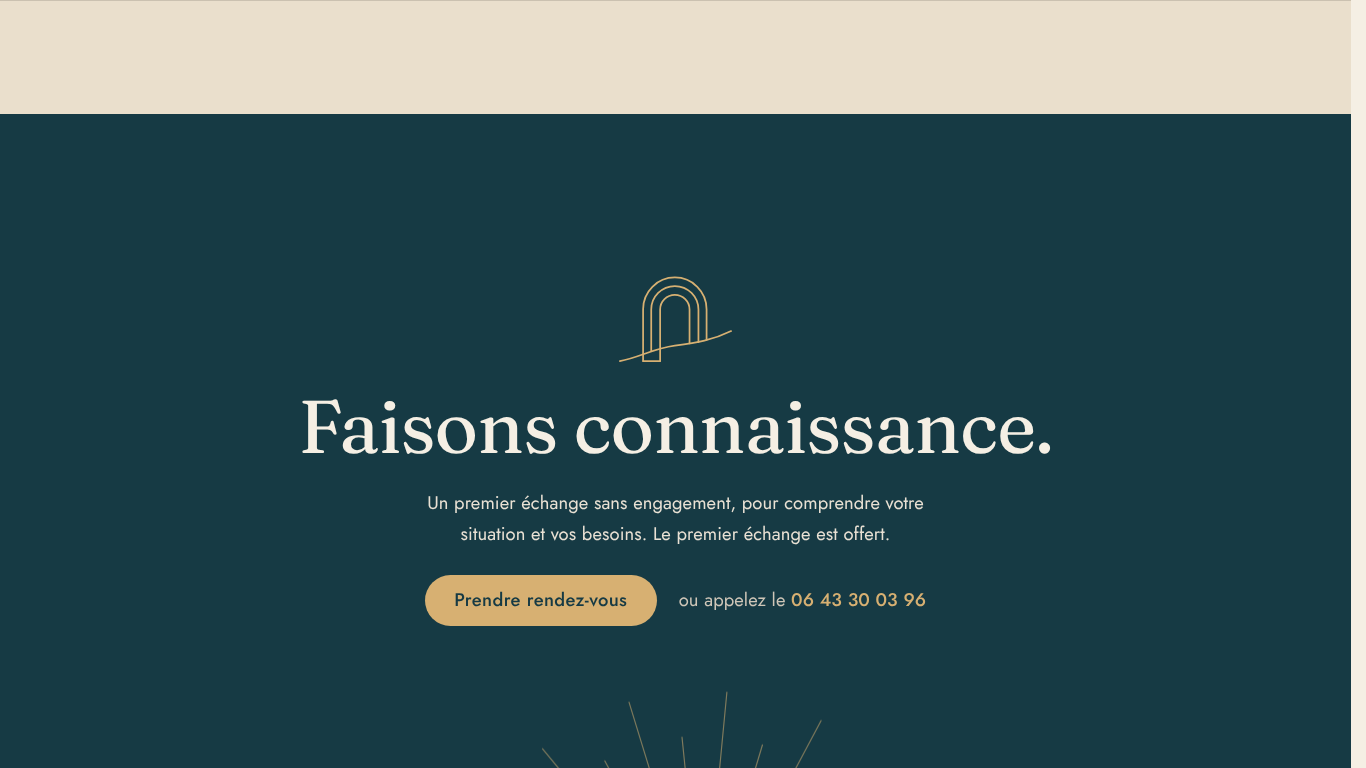 Faisons connaissance.
Un premier échange sans engagement, pour comprendre votre
situation et vos besoins. Le premier échange est offert.
Prendre rendez-vous ou appelez le 06 43 30 03 96